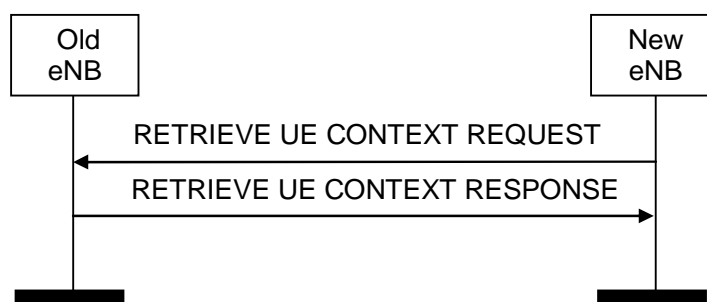 Old
eNB
New
eNB
RETRIEVE UE CONTEXT REQUEST
RETRIEVE UE CONTEXT RESPONSE